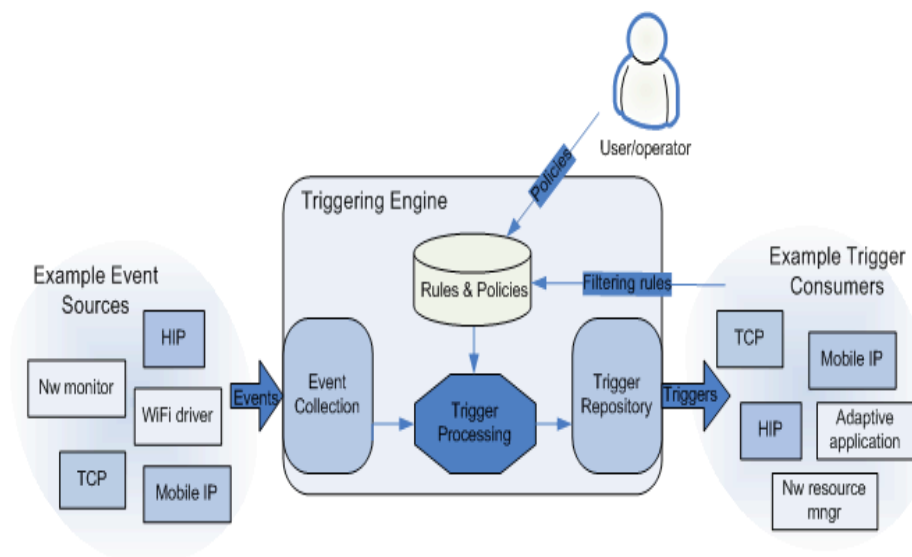 User/operator
Policies
Triggering Engine
Example Event
Sources
HIP
Nw monitor
WiFi driver
TCP
Mobile IP
Events
Event
Collection
Rules & Policies
Trigger
Processing
Trigger
Repository
Filtering rules
Triggers
Example Trigger
Consumers
TCP
Mobile IP
HIP
Adaptive
application
Nw resource
mngr